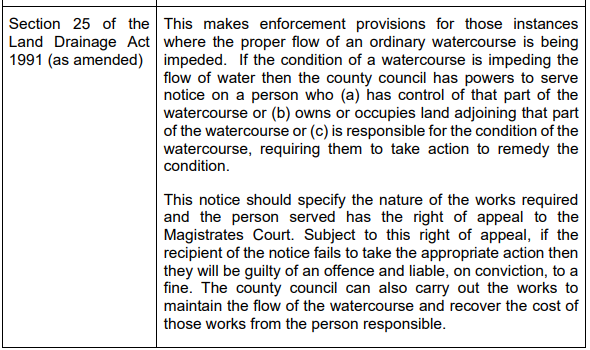 Section 25 of the
Land Drainage Act
1991 (as amended)
This makes enforcement provisions for those instances
where the proper flow of an ordinary watercourse is being
impeded.  If the condition of a watercourse is impeding the
flow of water then the county council has powers to serve
notice on a person who (a) has control of that part of the
watercourse or (b) owns or occupies land adjoining that part
of the watercourse or (c) is responsible for the condition of the
watercourse, requiring them to take action to remedy the
condition.
This notice should specify the nature of the works required
and the person served has the right of appeal to the
Magistrates Court. Subject to this right of appeal, if the
recipient of the notice fails to take the appropriate action then
they will be guilty of an offence and liable, on conviction, to a
fine. The county council can also carry out the works to
maintain the flow of the watercourse and recover the cost of
those works from the person responsible.